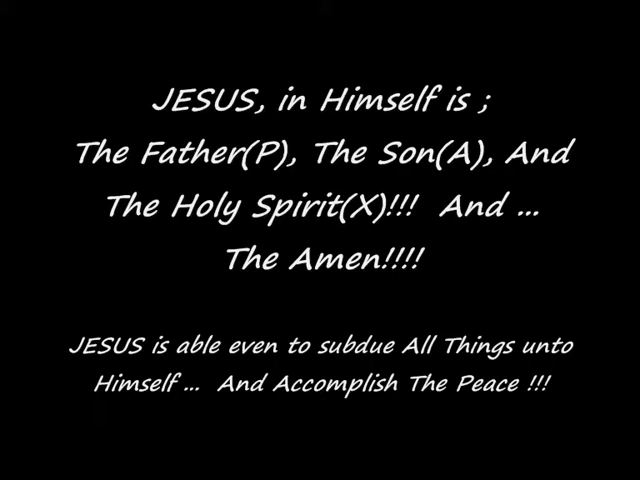 JESUS, in Himself is ;
The Father(P), The Son(A), And
The Holy Spirit(X)!!! And ...
The Amen!!!!
JESUS is able even to subdue All Things unto
Himself ... And Accomplish The Peace !!!